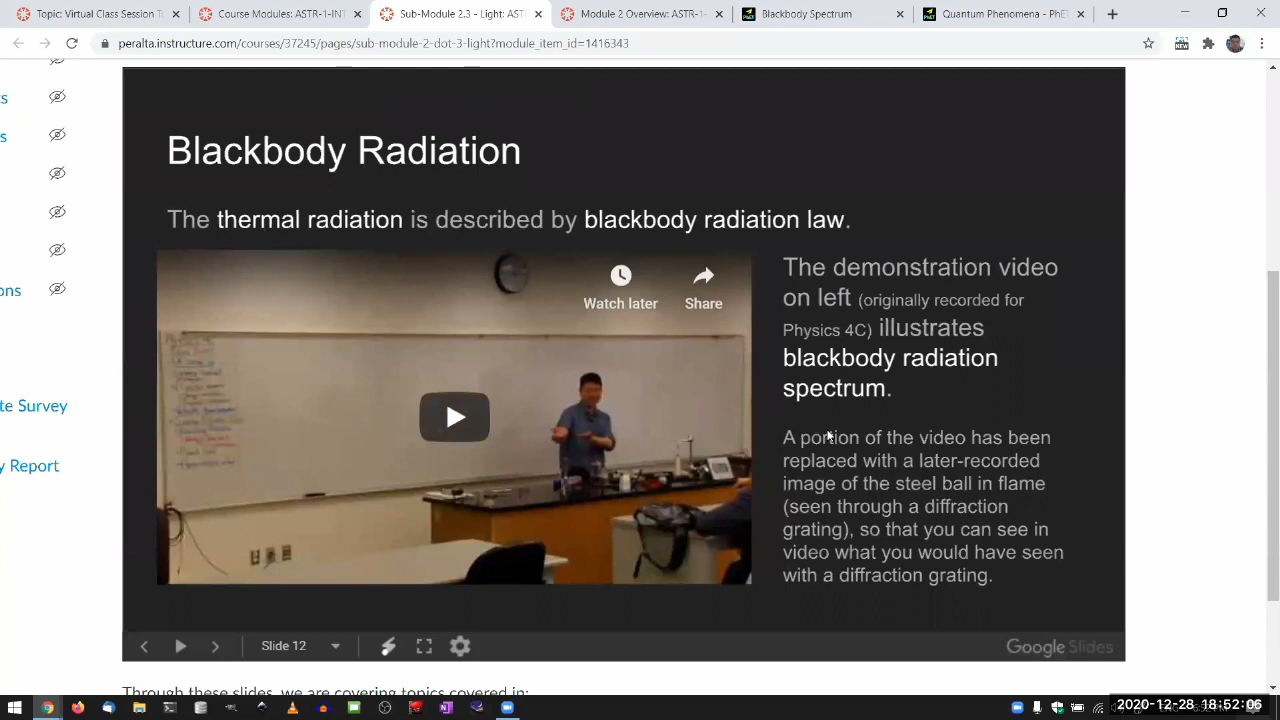 Topic: Virtual Class Session T
Course Modules: ASTR-1-INT
Sub-Module 2.3 - Light: AST
Module 2 Overview: ASTR-1-
Blackbody Spectrum
Quantum Phenomena - PhET
peralta.instructure.com/courses/37245/pages/sub-module-2-dot-3-light?module_item_id=1416343
NEW
ts
s
ons
te Survey
y Report
Blackbody Radiation
The thermal radiation is described by blackbody radiation law.
Watch later
Share
The demonstration video
on left (originally recorded for
Physics 4C) illustrates
blackbody radiation
spectrum.
A portion of the video has been
replaced with a later-recorded
image of the steel ball in flame
(seen through a diffraction
grating), so that you can see in
video what you would have seen
with a diffraction grating.
Slide 12
Google Slides
Through these slides, we are covering topics covered in:
2020-12-28 18:52:06